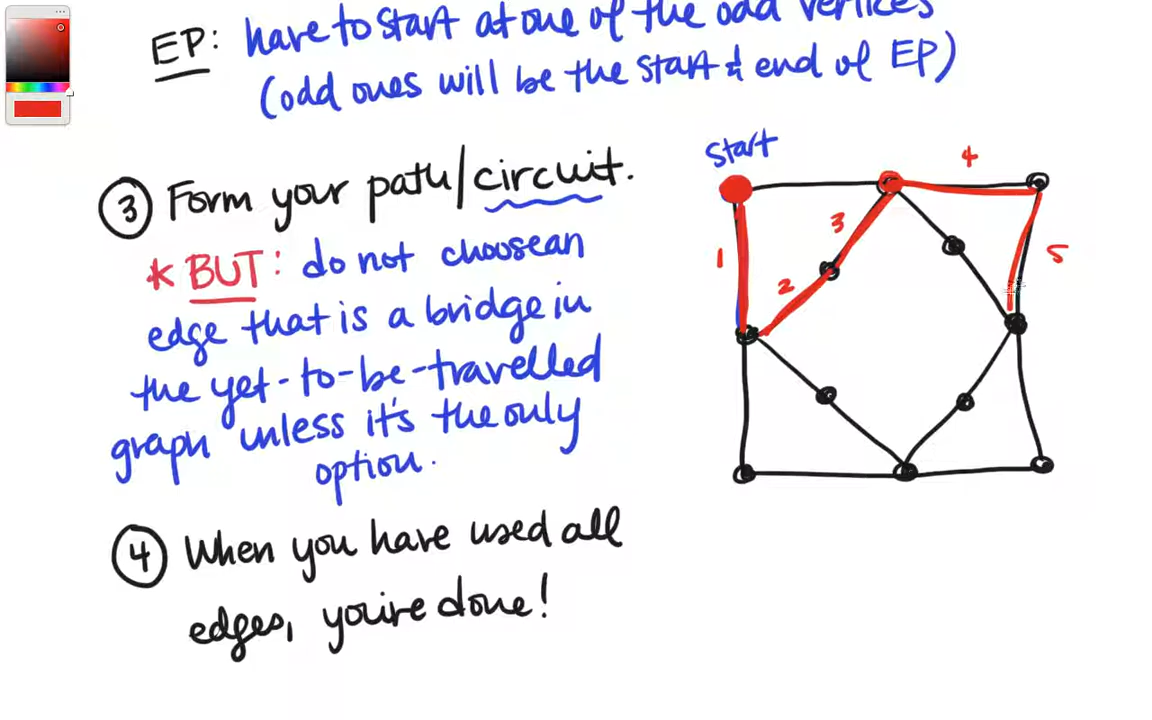 EP: have to start at one of the odd vertices
(odd ones will be the start & end of EP)
③ Form your path/circuit.
* BUT: do not choose an
edge that is a bridge in
the yet-to-be-travelled
graph unless it's the only
option.
④ When you have used all
edges, you're done!
Start
4
3
1
5
2